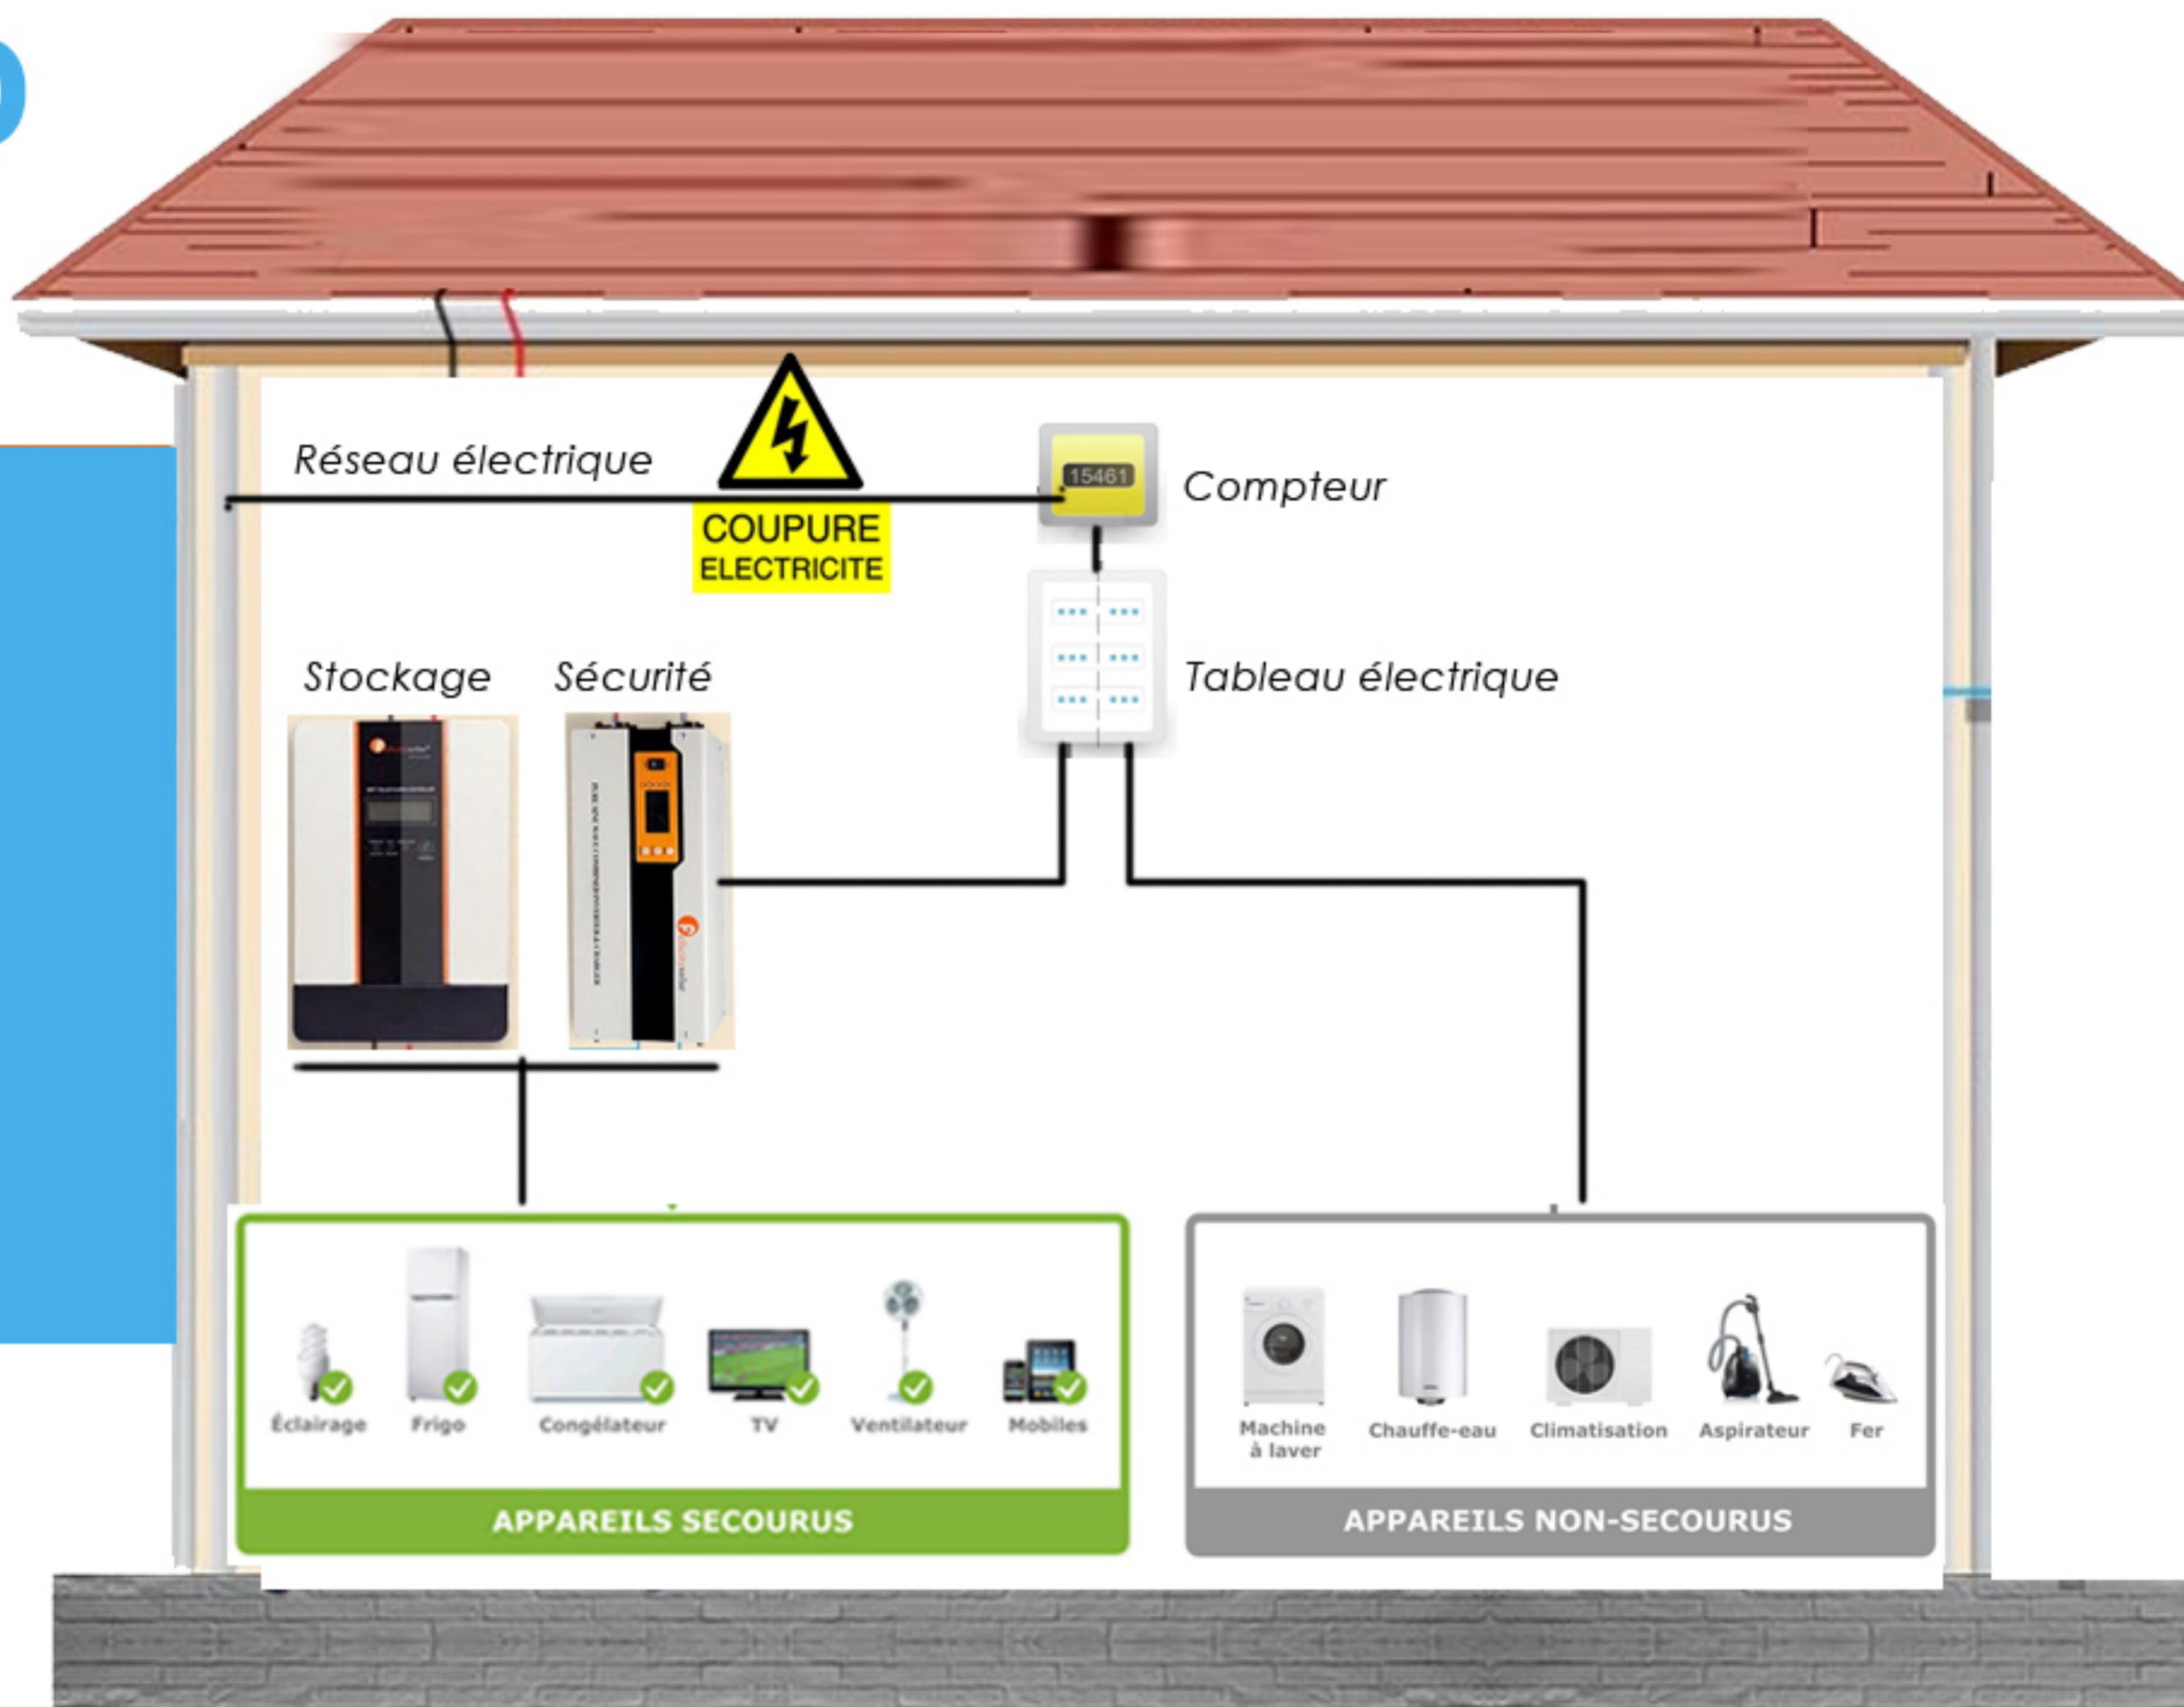 Réseau électrique
COUPURE
ELECTRICITE
15461
Compteur
Stockage
Sécurité
Tableau électrique
Éclairage
Frigo
Congélateur
TV
Ventilateur
Mobiles
Machine
à laver
Chauffe-eau
Climatisation
Aspirateur
Fer
APPAREILS SECOURUS
APPAREILS NON-SECOURUS